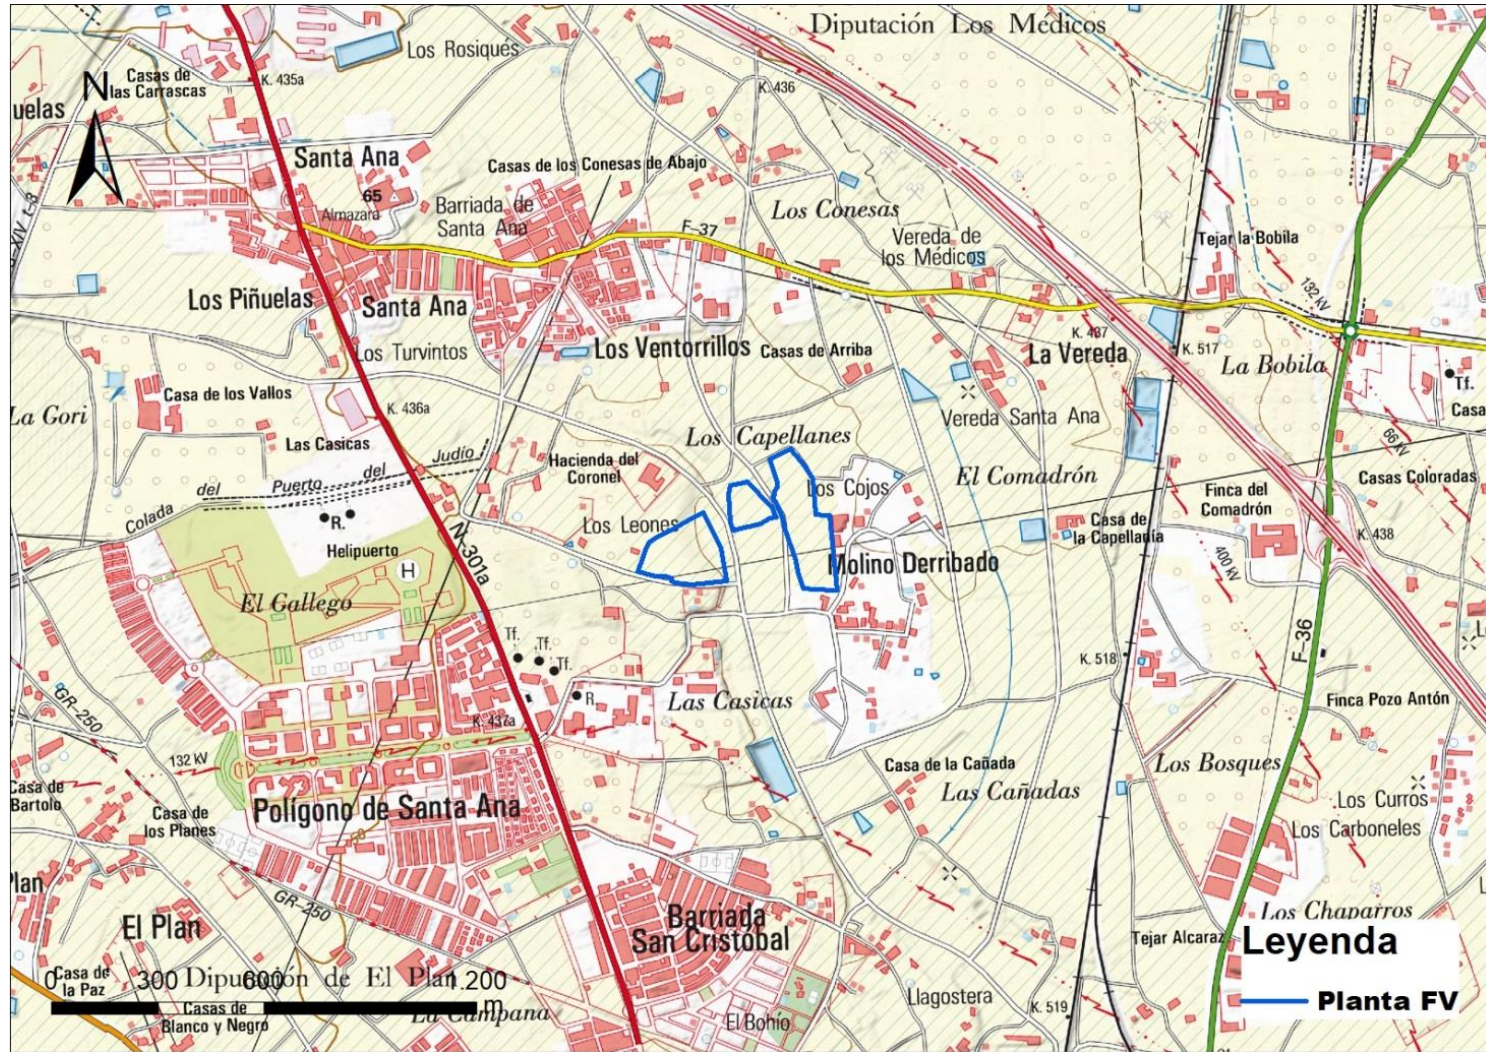 Diputación Los Médicos
Los Rosiques
Casas de
las Carrascas
K. 435a
K. 436
N
uelas
Santa Ana
Casas de los Conesas de Abajo
65
Almazara
Barriada de
Santa Ana
Los Conesas
F-37
Vereda de
los Médicos
Tejar la Bobila
132 kV
Los Piñuelas
Santa Ana
Los Turvintos
Los Ventorrillos
Casas de Arriba
K. 437
La Vereda
K. 517
La Bobila
Tf.
Casa
Casa de los Vallos
K. 436a
La Gori
Las Casicas
Vereda Santa Ana
Los Capellanes
66 kV
Colada del Puerto del Judío
Hacienda del
Coronel
Los Cojos
El Comadrón
Casas Coloradas
Finca del
Comadrón
R.
Los Leones
Helipuerto
N-301a
Casa de
la Capellanía
K. 438
H
Molino Derribado
400 kV
El Gallego
F-36
Tf.
Tf.
Tf.
K. 518
R.
GR-250
Las Casicas
Finca Pozo Antón
K. 437a
132 kV
Casa de la Cañada
Los Bosques
Casa de
Bartolo
Casa de
los Planes
Polígono de Santa Ana
Las Cañadas
Los Curros
Los Carboneles
Plan
GR-250
El Plan
Barriada
San Cristóbal
Los Chaparros
Tejar Alcaraz
Leyenda
Planta FV
Casa de
la Paz
0 300 600 1.200
m
Diputación de El Plan
Casas de
Blanco y Negro
La Campana
Llagostera
K. 519
El Bohío